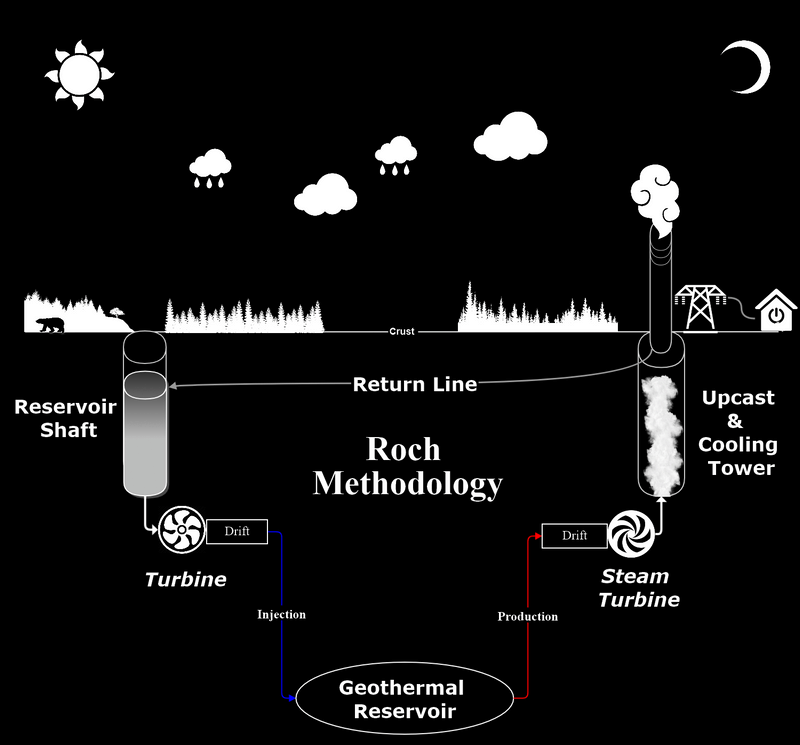 Crust
Return Line
Reservoir
Shaft
Upcast
&
Cooling
Tower
Roch
Methodology
Drift
Turbine
Drift
Steam
Turbine
Injection
Production
Geothermal
Reservoir